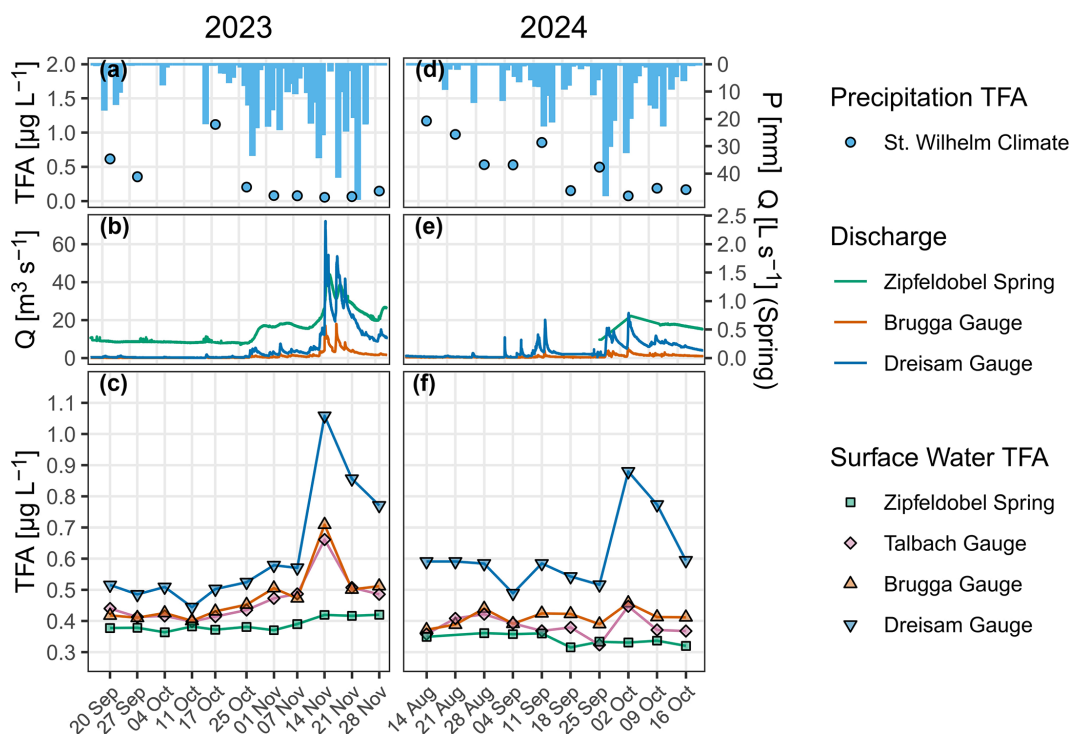 2023
2024
(a)
(d)
TFA [µg L−1]
2.0
1.5
1.0
0.5
0.0
0
10
20
30
40
P [mm]
(b)
(e)
Q [m3 s−1]
60
40
20
0
2.5
2.0
1.5
1.0
0.5
0.0
Q [L s−1] (Spring)
(c)
(f)
TFA [µg L−1]
1.1
1.0
0.9
0.8
0.7
0.6
0.5
0.4
0.3
20 Sep
27 Sep
04 Oct
11 Oct
17 Oct
25 Oct
01 Nov
07 Nov
14 Nov
21 Nov
28 Nov
14 Aug
21 Aug
28 Aug
04 Sep
11 Sep
18 Sep
25 Sep
02 Oct
09 Oct
16 Oct
Precipitation TFA
St. Wilhelm Climate
Discharge
Zipfeldobel Spring
Brugga Gauge
Dreisam Gauge
Surface Water TFA
Zipfeldobel Spring
Talbach Gauge
Brugga Gauge
Dreisam Gauge